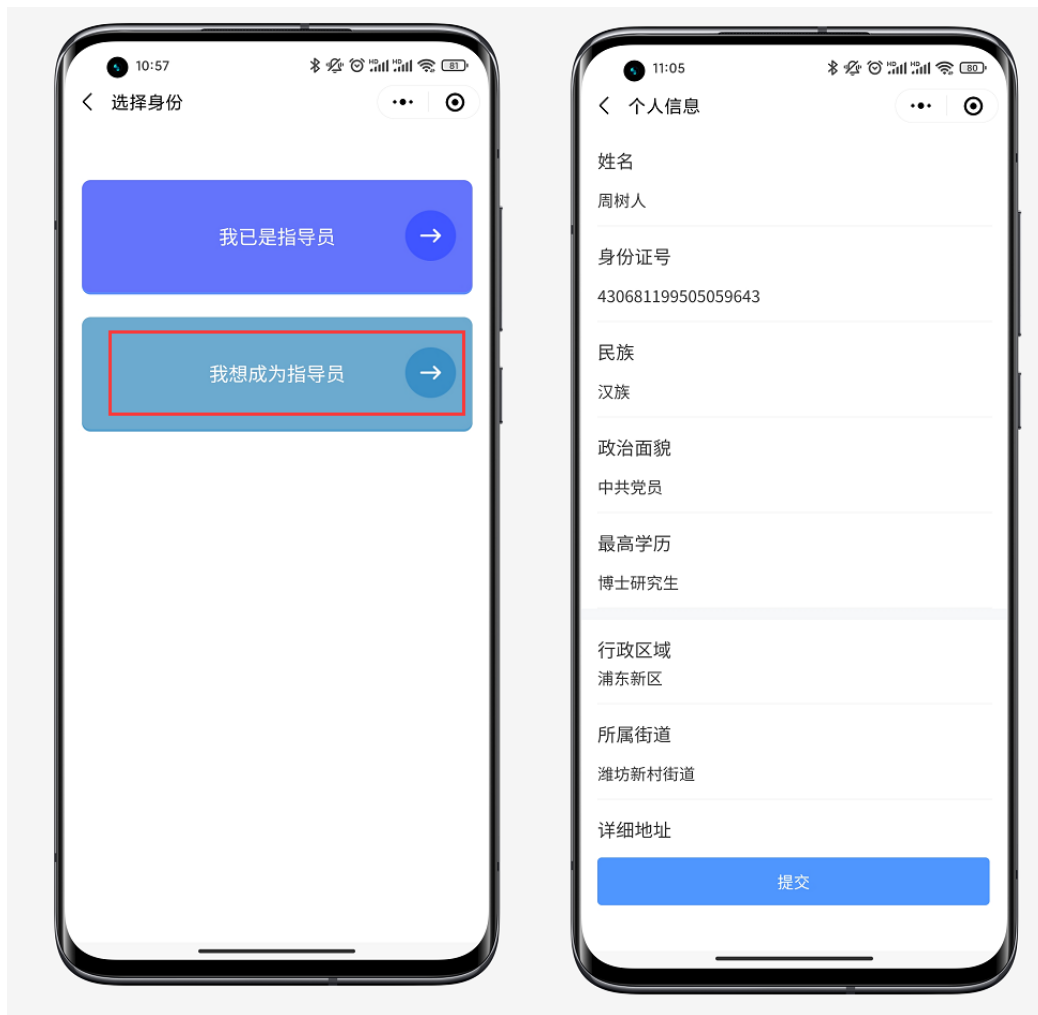 10:57
81
选择身份
我已是指导员
我想成为指导员
11:05
80
个人信息
姓名
周树人
身份证号
430681199505059643
民族
汉族
政治面貌
中共党员
最高学历
博士研究生
行政区域
浦东新区
所属街道
潍坊新村街道
详细地址
提交